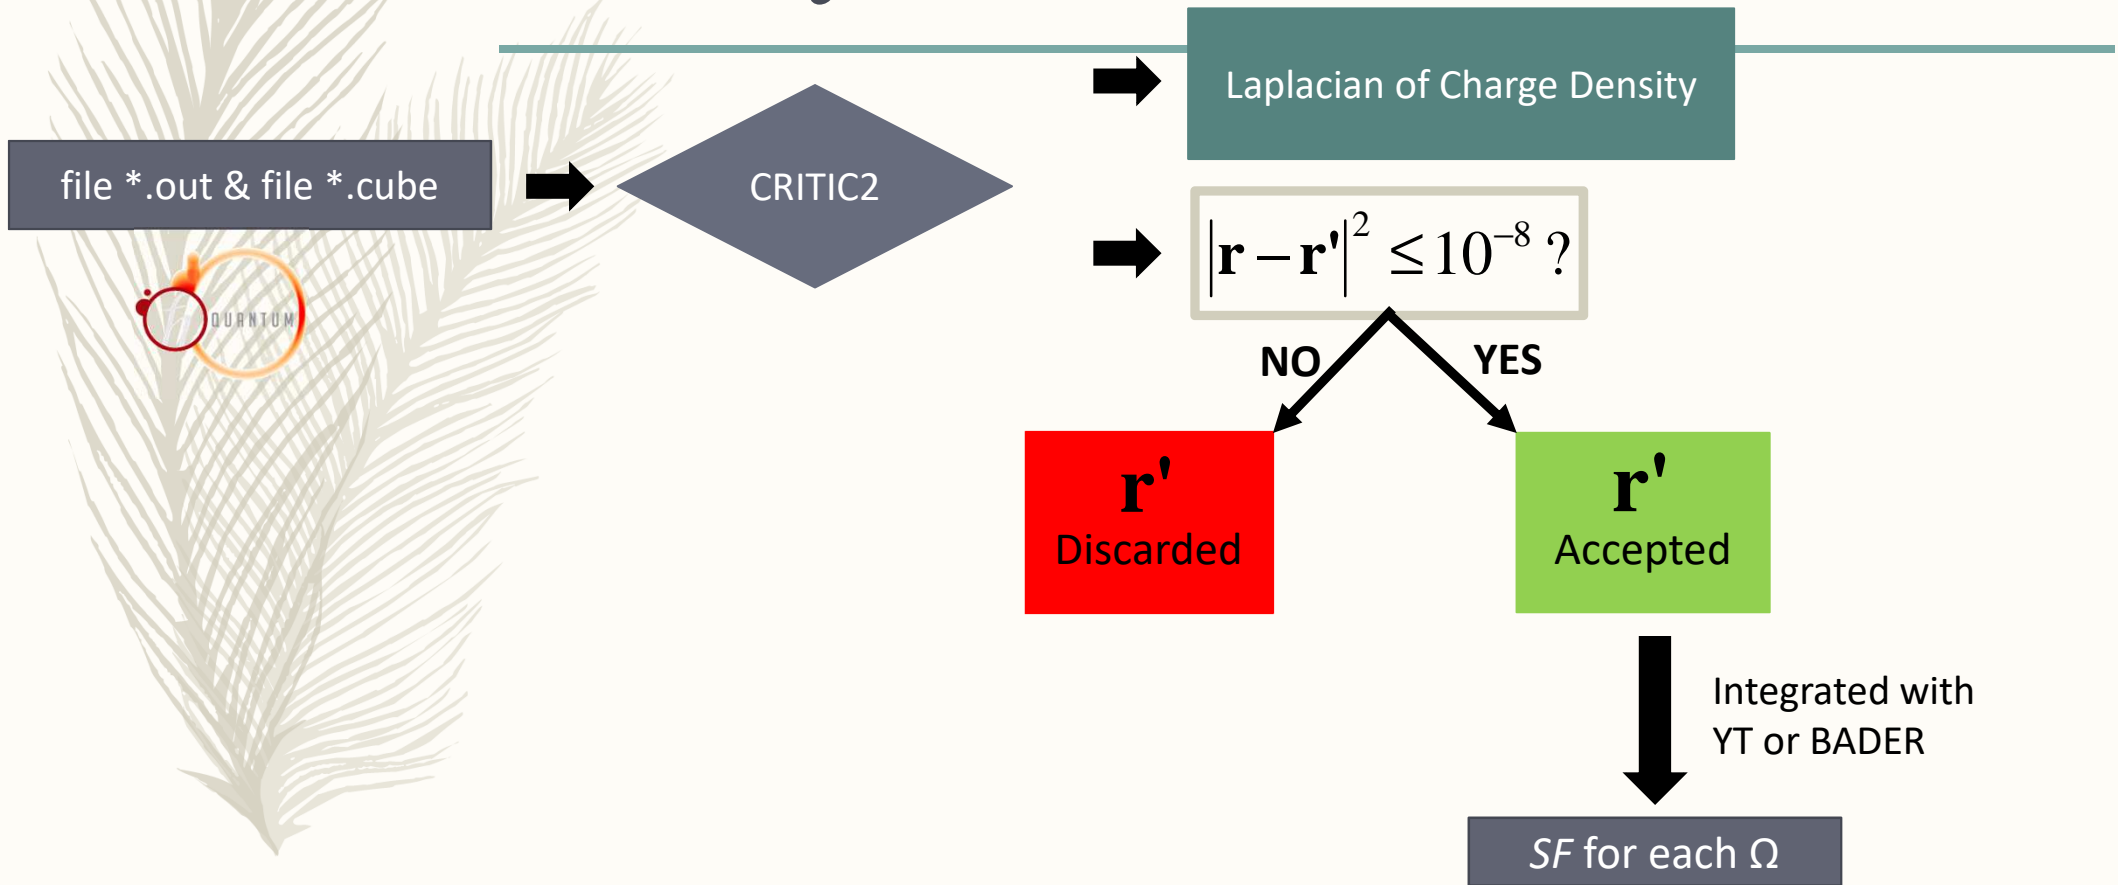 Laplacian of Charge Density
file *.out & file *.cube
CRITIC2
|r – r'|² ≤ 10⁻⁸ ?
QUANTUM
NO
YES
r'
Discarded
r'
Accepted
Integrated with
YT or BADER
SF for each Ω